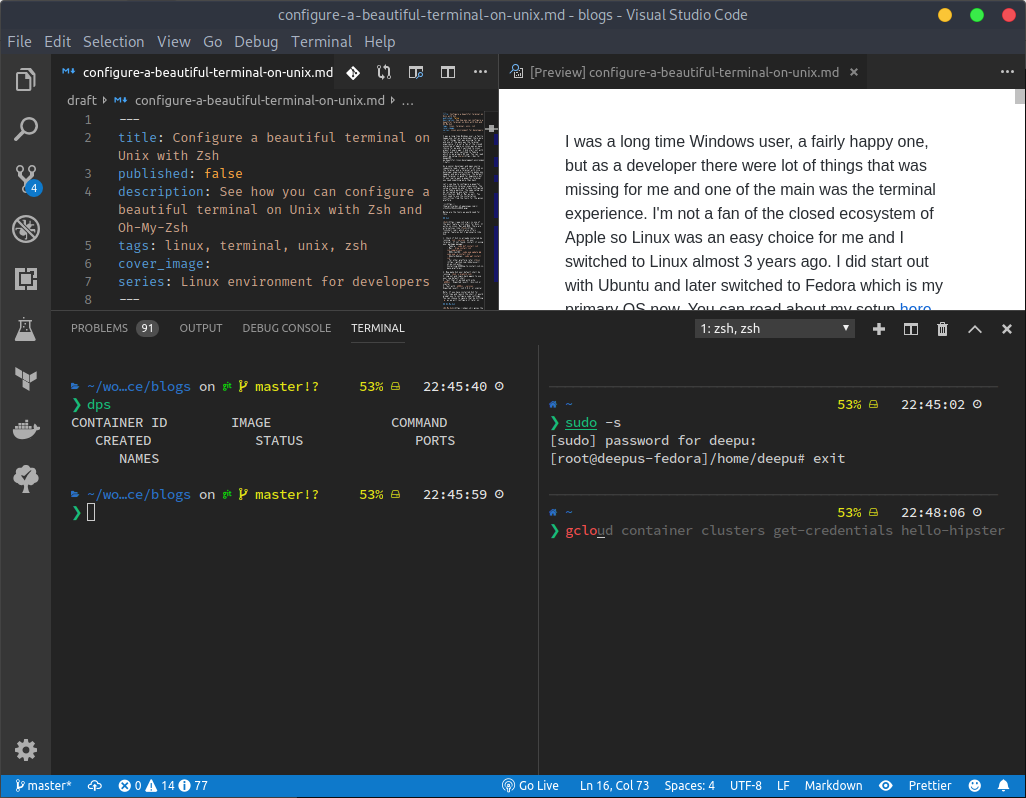 configure-a-beautiful-terminal-on-unix.md - blogs - Visual Studio Code
File Edit Selection View Go Debug Terminal Help
configure-a-beautiful-terminal-on-unix.md
draft configure-a-beautiful-terminal-on-unix.md ...
1 ---
2 title: Configure a beautiful terminal on
Unix with Zsh
3 published: false
4 description: See how you can configure a
beautiful terminal on Unix with Zsh and
Oh-My-Zsh
5 tags: linux, terminal, unix, zsh
6 cover_image:
7 series: Linux environment for developers
8 ---
[Preview] configure-a-beautiful-terminal-on-unix.md
I was a long time Windows user, a fairly happy one,
but as a developer there were lot of things that was
missing for me and one of the main was the terminal
experience. I'm not a fan of the closed ecosystem of
Apple so Linux was an easy choice for me and I
switched to Linux almost 3 years ago. I did start out
with Ubuntu and later switched to Fedora which is my
primary OS now. You can read about my setup here
4
PROBLEMS 91 OUTPUT DEBUG CONSOLE TERMINAL
1: zsh, zsh
~/wo…ce/blogs on git master!? 53% 22:45:40
❯ dps
CONTAINER ID IMAGE COMMAND
CREATED STATUS PORTS
NAMES
~/wo…ce/blogs on git master!? 53% 22:45:59
❯
~ 53% 22:45:02
❯ sudo -s
[sudo] password for deepu:
[root@deepus-fedora]/home/deepu# exit
~ 53% 22:48:06
❯ gcloud container clusters get-credentials hello-hipster
master* 0 14 77 Go Live Ln 16, Col 73 Spaces: 4 UTF-8 LF Markdown Prettier